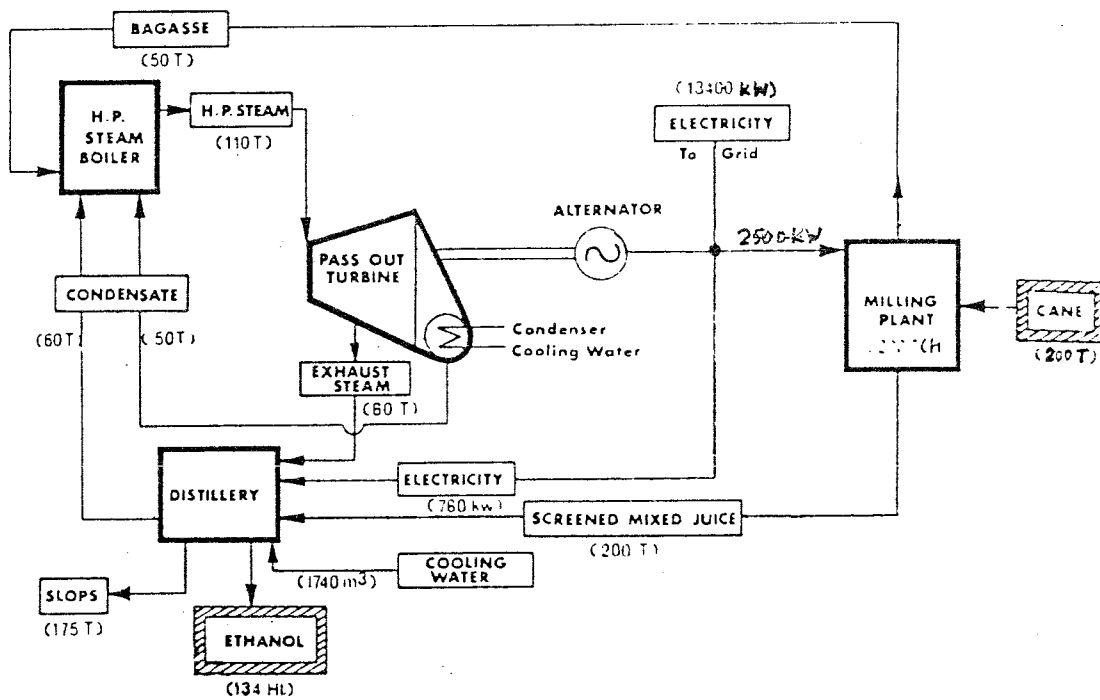 BAGASSE
(50 T)
H.P.
STEAM
BOILER
H.P. STEAM
(110 T)
(13400 KW)
ELECTRICITY
To Grid
ALTERNATOR
2500 KW
PASS OUT
TURBINE
MILLING
PLANT
CANE
(200 T)
CONDENSATE
(60T)
(50T)
Condenser
Cooling Water
EXHAUST
STEAM
(60 T)
DISTILLERY
ELECTRICITY
(760 kw)
SCREENED MIXED JUICE
(200 T)
COOLING
WATER
(1740 m3)
SLOPS
(175 T)
ETHANOL
(134 HL)